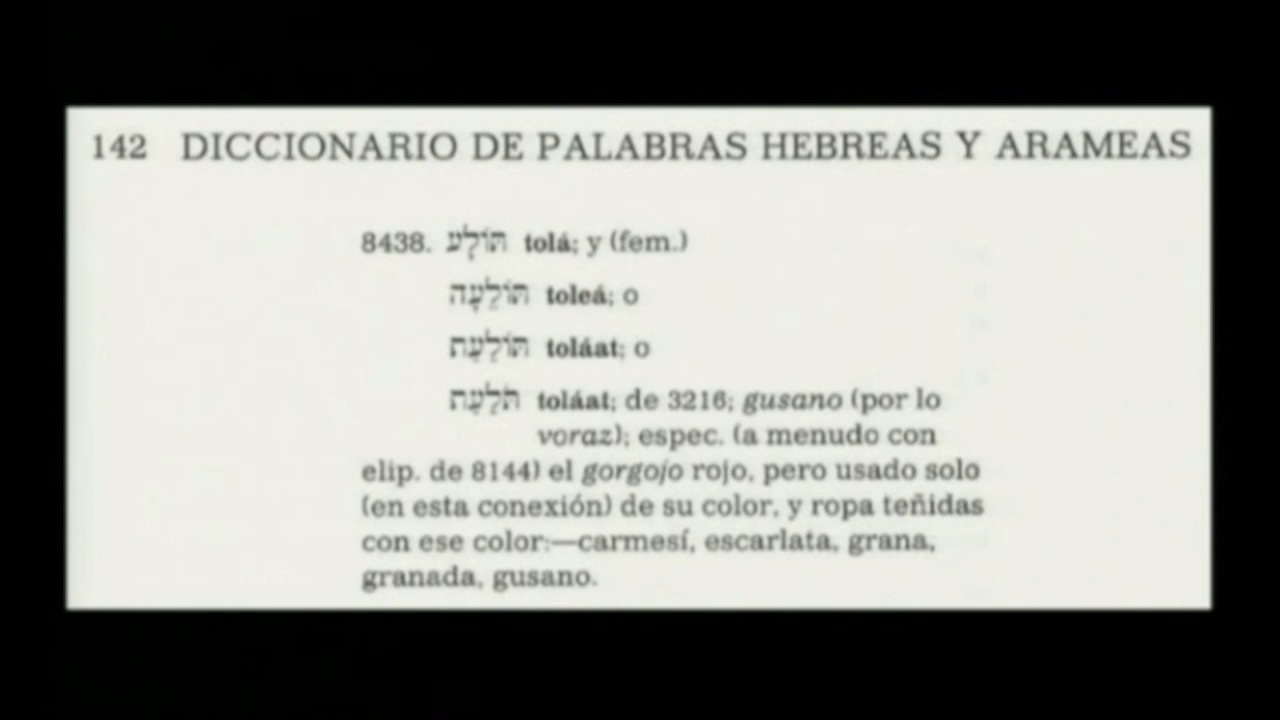 142 DICCIONARIO DE PALABRAS HEBREAS Y ARAMEAS
8438. תּוֹלָע tolá; y (fem.)
תּוֹלֵעָה toleá; o
תּוֹלַעַת toláat; o
תֹּלַעַת toláat; de 3216; gusano (por lo
voraz); espec. (a menudo con
elip. de 8144) el gorgojo rojo, pero usado solo
(en esta conexión) de su color, y ropa teñidas
con ese color:—carmesí, escarlata, grana,
granada, gusano.